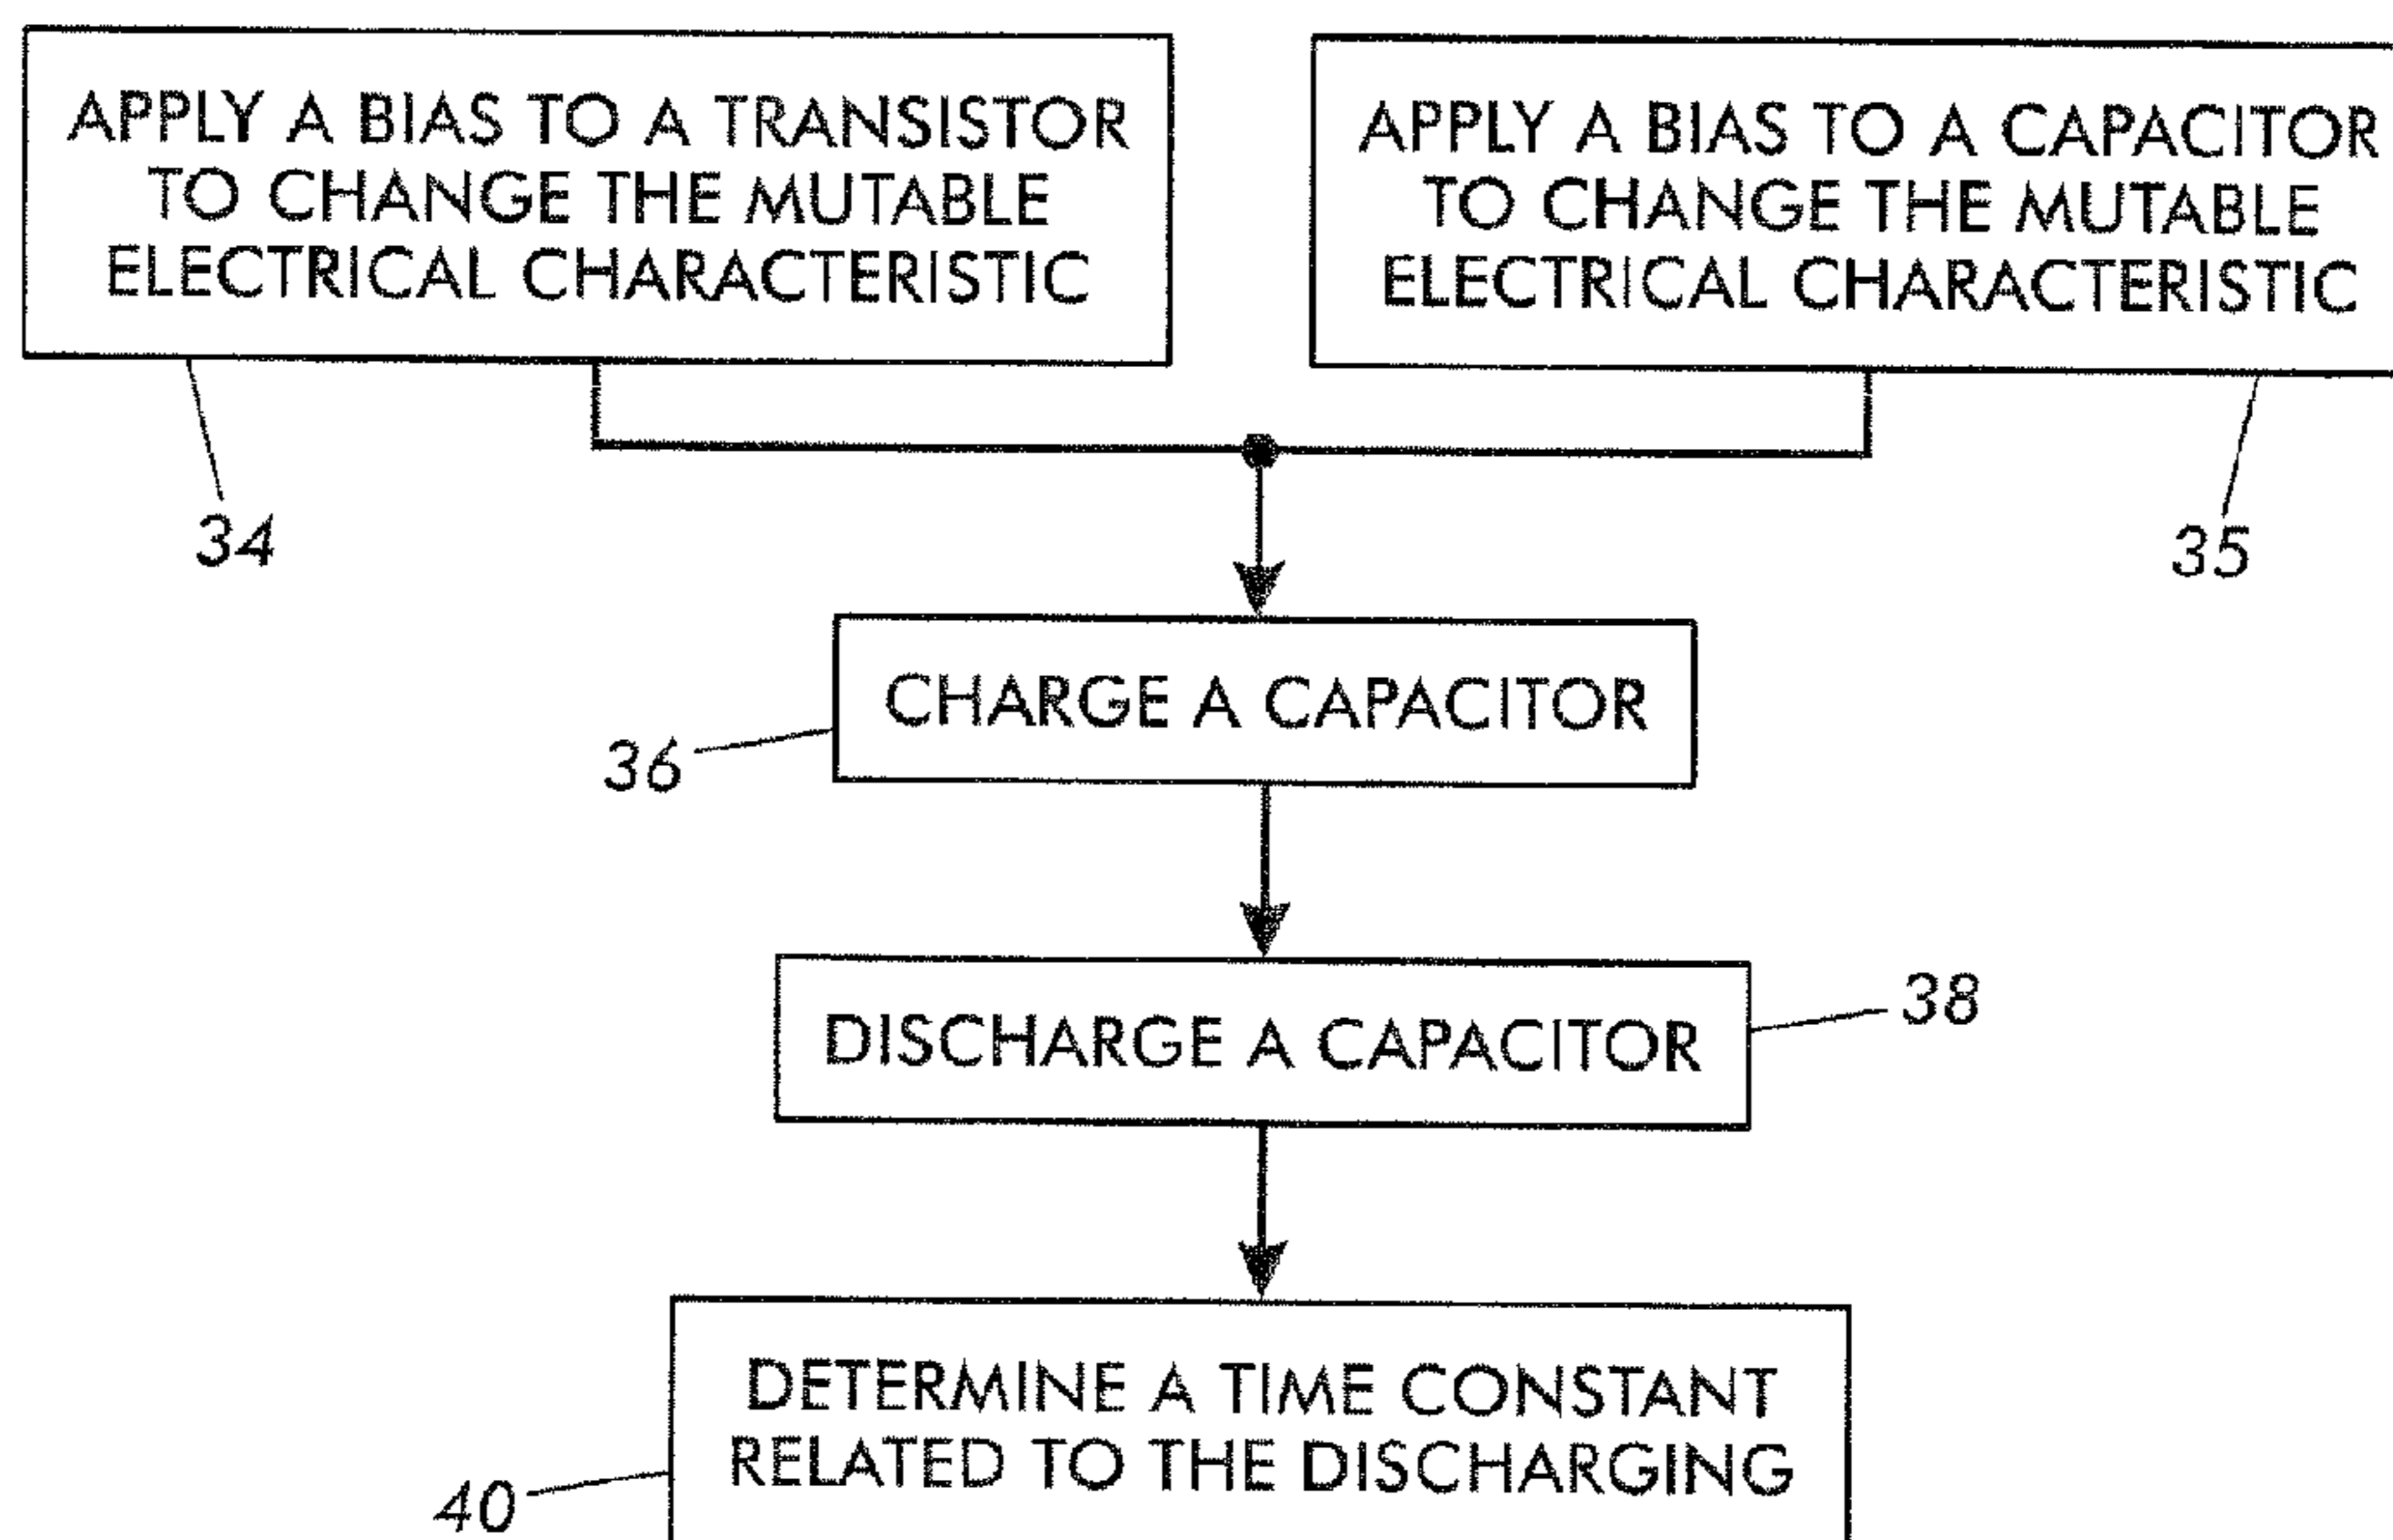 APPLY A BIAS TO A TRANSISTOR
TO CHANGE THE MUTABLE
ELECTRICAL CHARACTERISTIC
34
APPLY A BIAS TO A CAPACITOR
TO CHANGE THE MUTABLE
ELECTRICAL CHARACTERISTIC
35
CHARGE A CAPACITOR
36
DISCHARGE A CAPACITOR
38
DETERMINE A TIME CONSTANT
RELATED TO THE DISCHARGING
40